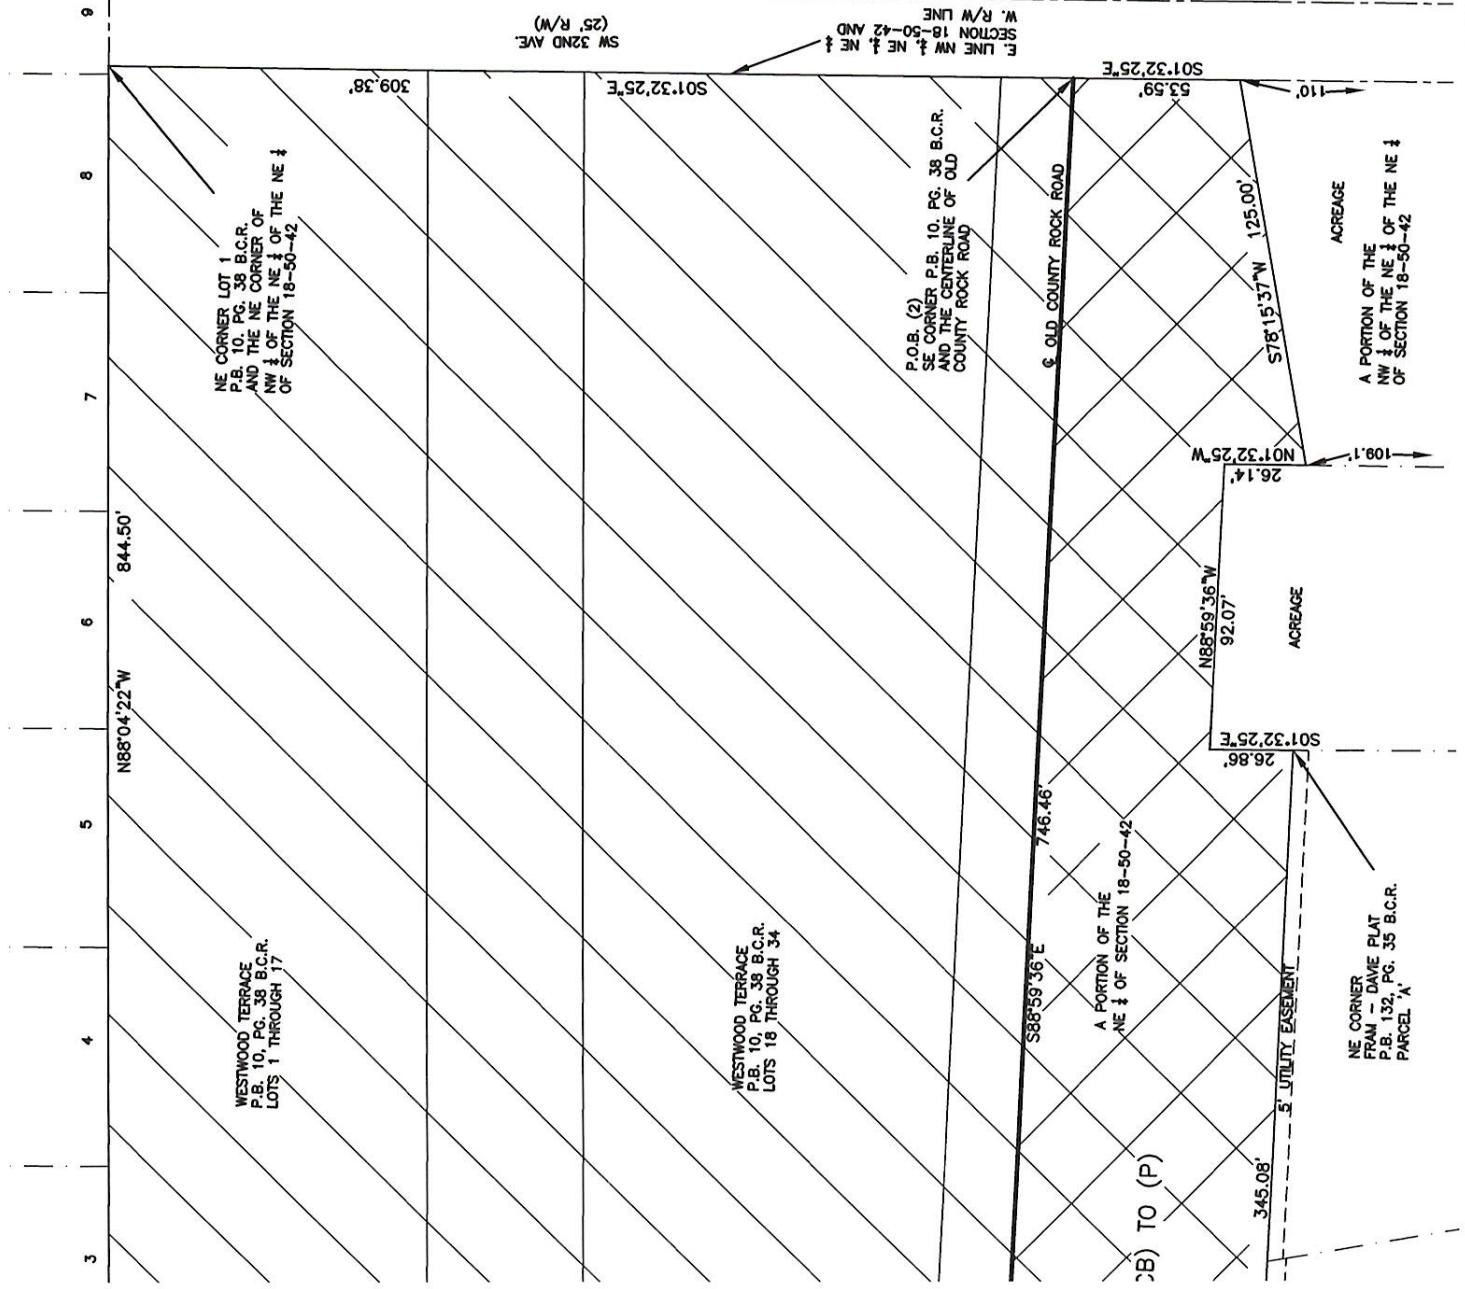 3
4
5
6
7
8
9
N88°04'22"W
844.50'
NE CORNER LOT 1
P.B. 10. PG. 38 B.C.R.
AND THE NE CORNER OF
NW ¼ OF THE NE ¼ OF THE NE ¼
OF SECTION 18-50-42
WESTWOOD TERRACE
P.B. 10, PG. 38 B.C.R.
LOTS 1 THROUGH 17
309.38'
SW 32ND AVE.
(25' R/W)
S01°32'25"E
WESTWOOD TERRACE
P.B. 10, PG. 38 B.C.R.
LOTS 18 THROUGH 34
E. LINE NW ¼, NE ¼, NE ¼
SECTION 18-50-42 AND
W. R/W LINE
P.O.B. (2)
SE CORNER P.B. 10. PG. 38 B.C.R.
AND THE CENTERLINE OF OLD
COUNTY ROCK ROAD
S88°59'36"E
746.46'
℄ OLD COUNTY ROCK ROAD
S01°32'25"E
53.59'
A PORTION OF THE
NE ¼ OF SECTION 18-50-42
CB) TO (P)
N88°59'36"W
92.07'
N01°32'25"W
26.14'
S78°15'37"W
125.00'
110'
109.1'
S01°32'25"E
26.86'
345.08'
5' UTILITY EASEMENT
ACREAGE
ACREAGE
A PORTION OF THE
NW ¼ OF THE NE ¼ OF THE NE ¼
OF SECTION 18-50-42
NE CORNER
FRAM - DAVIE PLAT
P.B. 132, PG. 35 B.C.R.
PARCEL 'A'